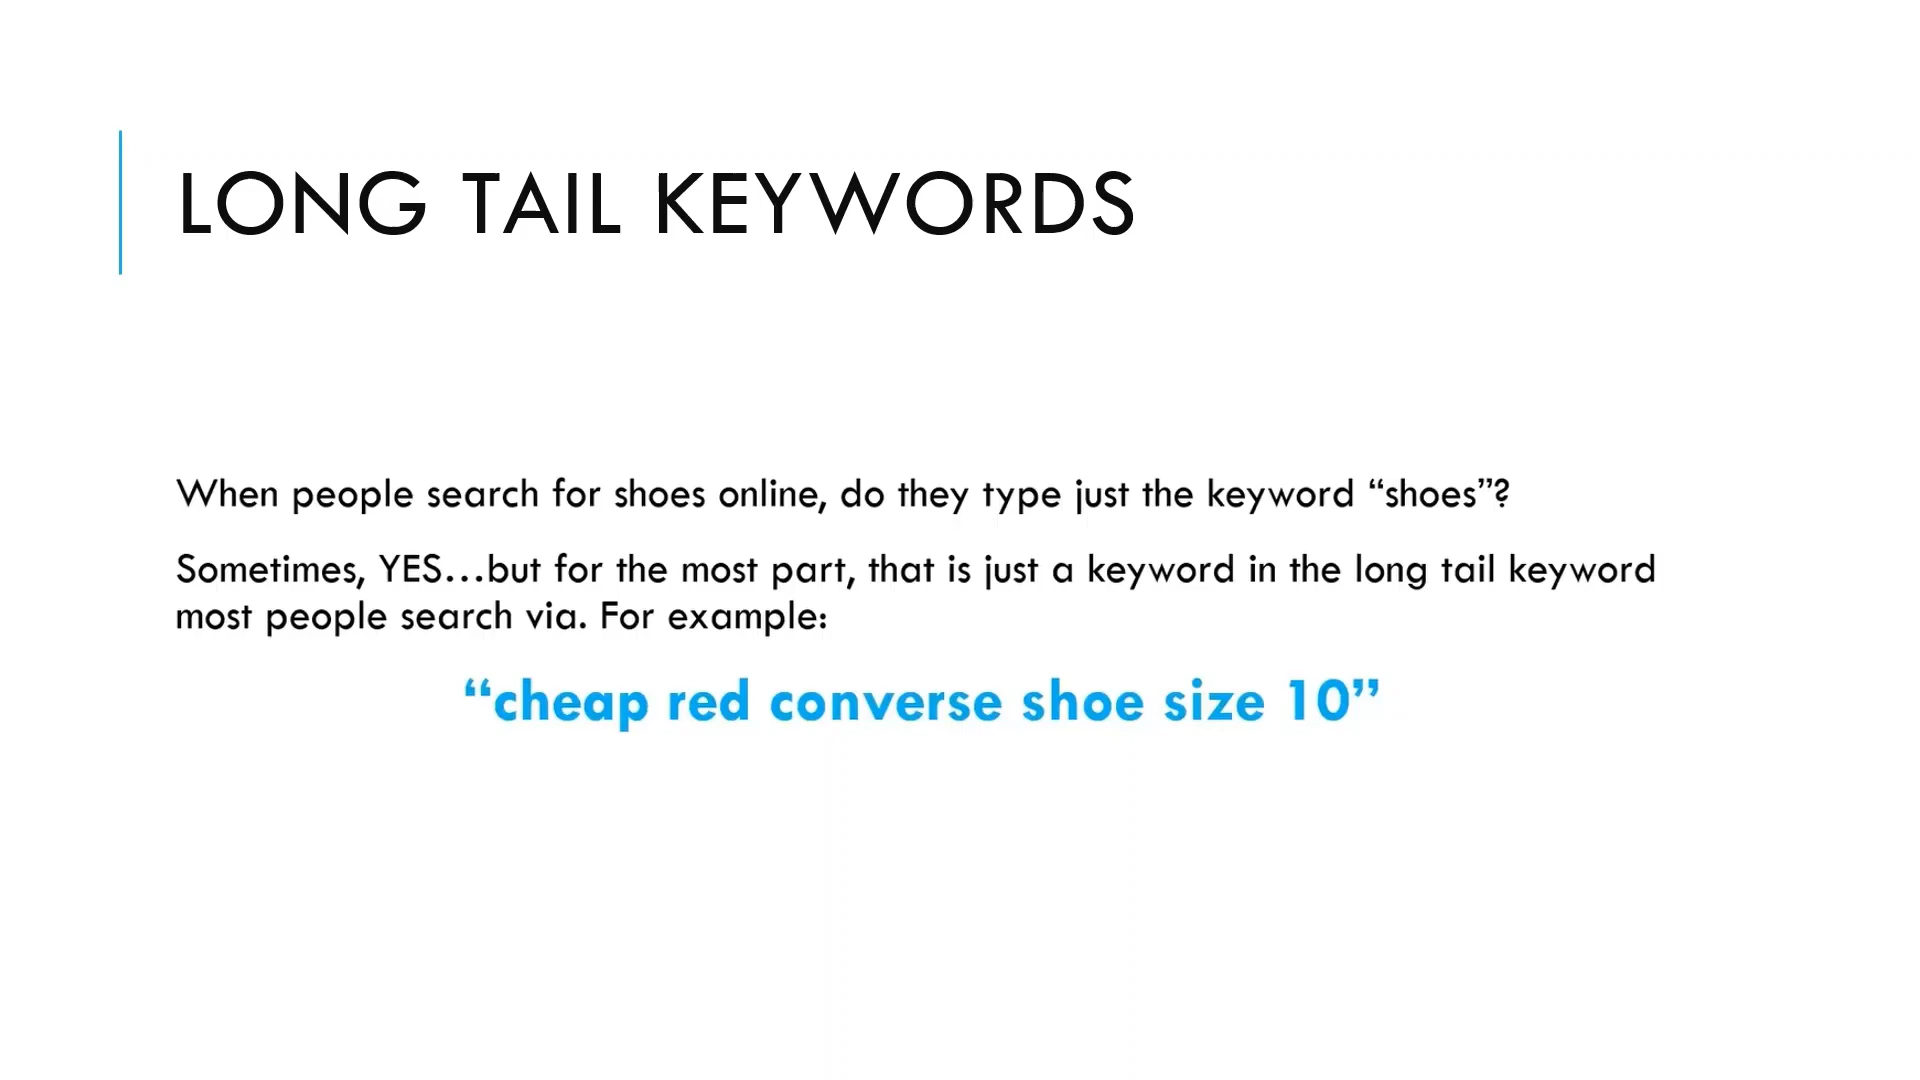 LONG TAIL KEYWORDS
When people search for shoes online, do they type just the keyword “shoes”?
Sometimes, YES…but for the most part, that is just a keyword in the long tail keyword
most people search via. For example:
“cheap red converse shoe size 10”